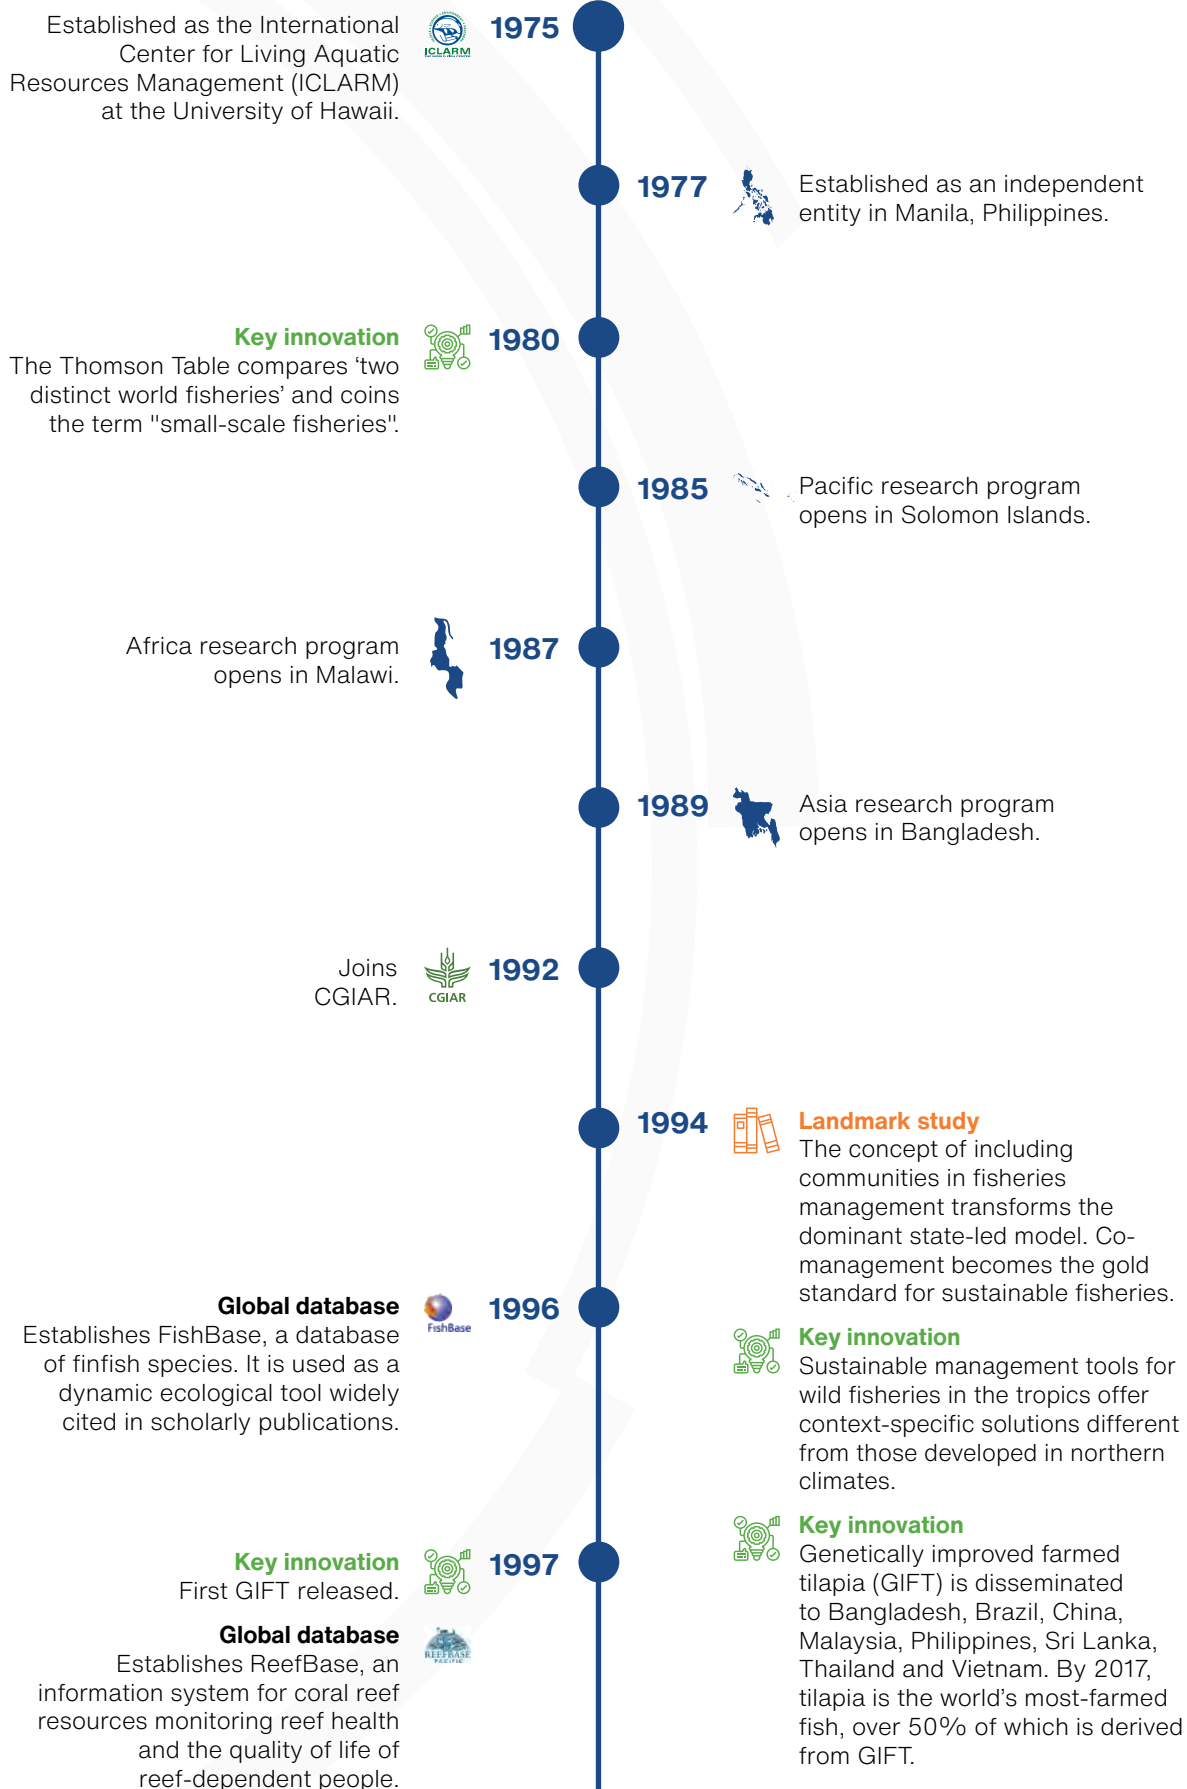 Established as the International
Center for Living Aquatic
Resources Management (ICLARM)
at the University of Hawaii.
ICLARM
1975
1977
Established as an independent
entity in Manila, Philippines.
Key innovation
The Thomson Table compares ‘two
distinct world fisheries’ and coins
the term "small-scale fisheries".
1980
1985
Pacific research program
opens in Solomon Islands.
Africa research program
opens in Malawi.
1987
1989
Asia research program
opens in Bangladesh.
Joins
CGIAR.
CGIAR
1992
1994
Landmark study
The concept of including
communities in fisheries
management transforms the
dominant state-led model. Co-
management becomes the gold
standard for sustainable fisheries.
Key innovation
Sustainable management tools for
wild fisheries in the tropics offer
context-specific solutions different
from those developed in northern
climates.
Key innovation
Genetically improved farmed
tilapia (GIFT) is disseminated
to Bangladesh, Brazil, China,
Malaysia, Philippines, Sri Lanka,
Thailand and Vietnam. By 2017,
tilapia is the world’s most-farmed
fish, over 50% of which is derived
from GIFT.
Global database
Establishes FishBase, a database
of finfish species. It is used as a
dynamic ecological tool widely
cited in scholarly publications.
FishBase
1996
Key innovation
First GIFT released.
1997
Global database
Establishes ReefBase, an
information system for coral reef
resources monitoring reef health
and the quality of life of
reef-dependent people.
REEFBASE
PACIFIC